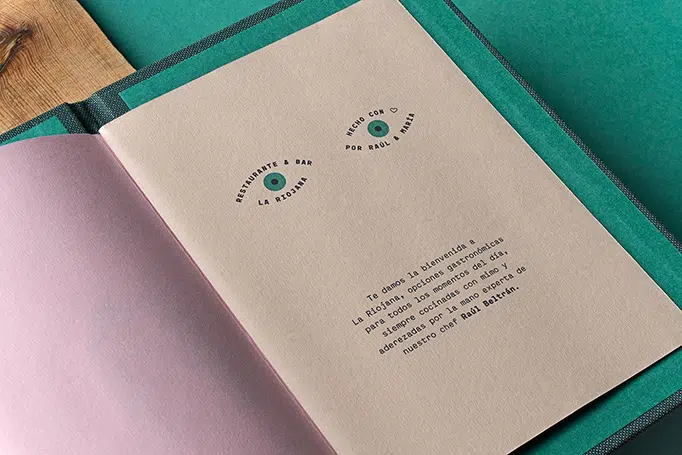 RESTAURANTE & BAR
LA RIOJANA
HECHO CON ♡
POR RAÚL & MARÍA
Te damos la bienvenida a
La Riojana, opciones gastronómicas
para todos los momentos del día,
siempre cocinadas con mimo y
aderezadas por la mano experta de
nuestro chef Raúl Beltrán.